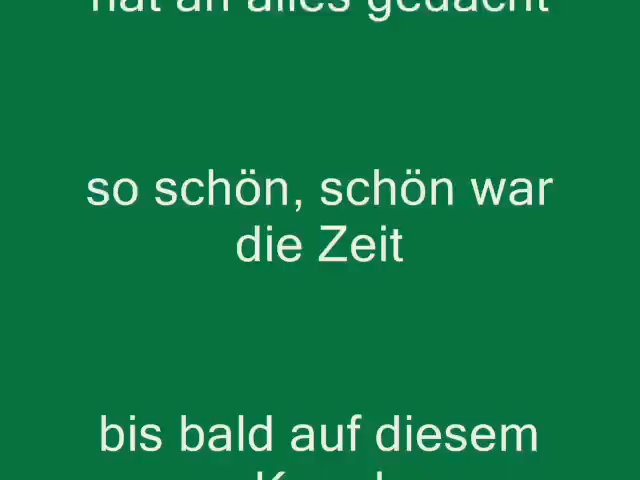 hat an alles gedacht
so schön, schön war
die Zeit
bis bald auf diesem